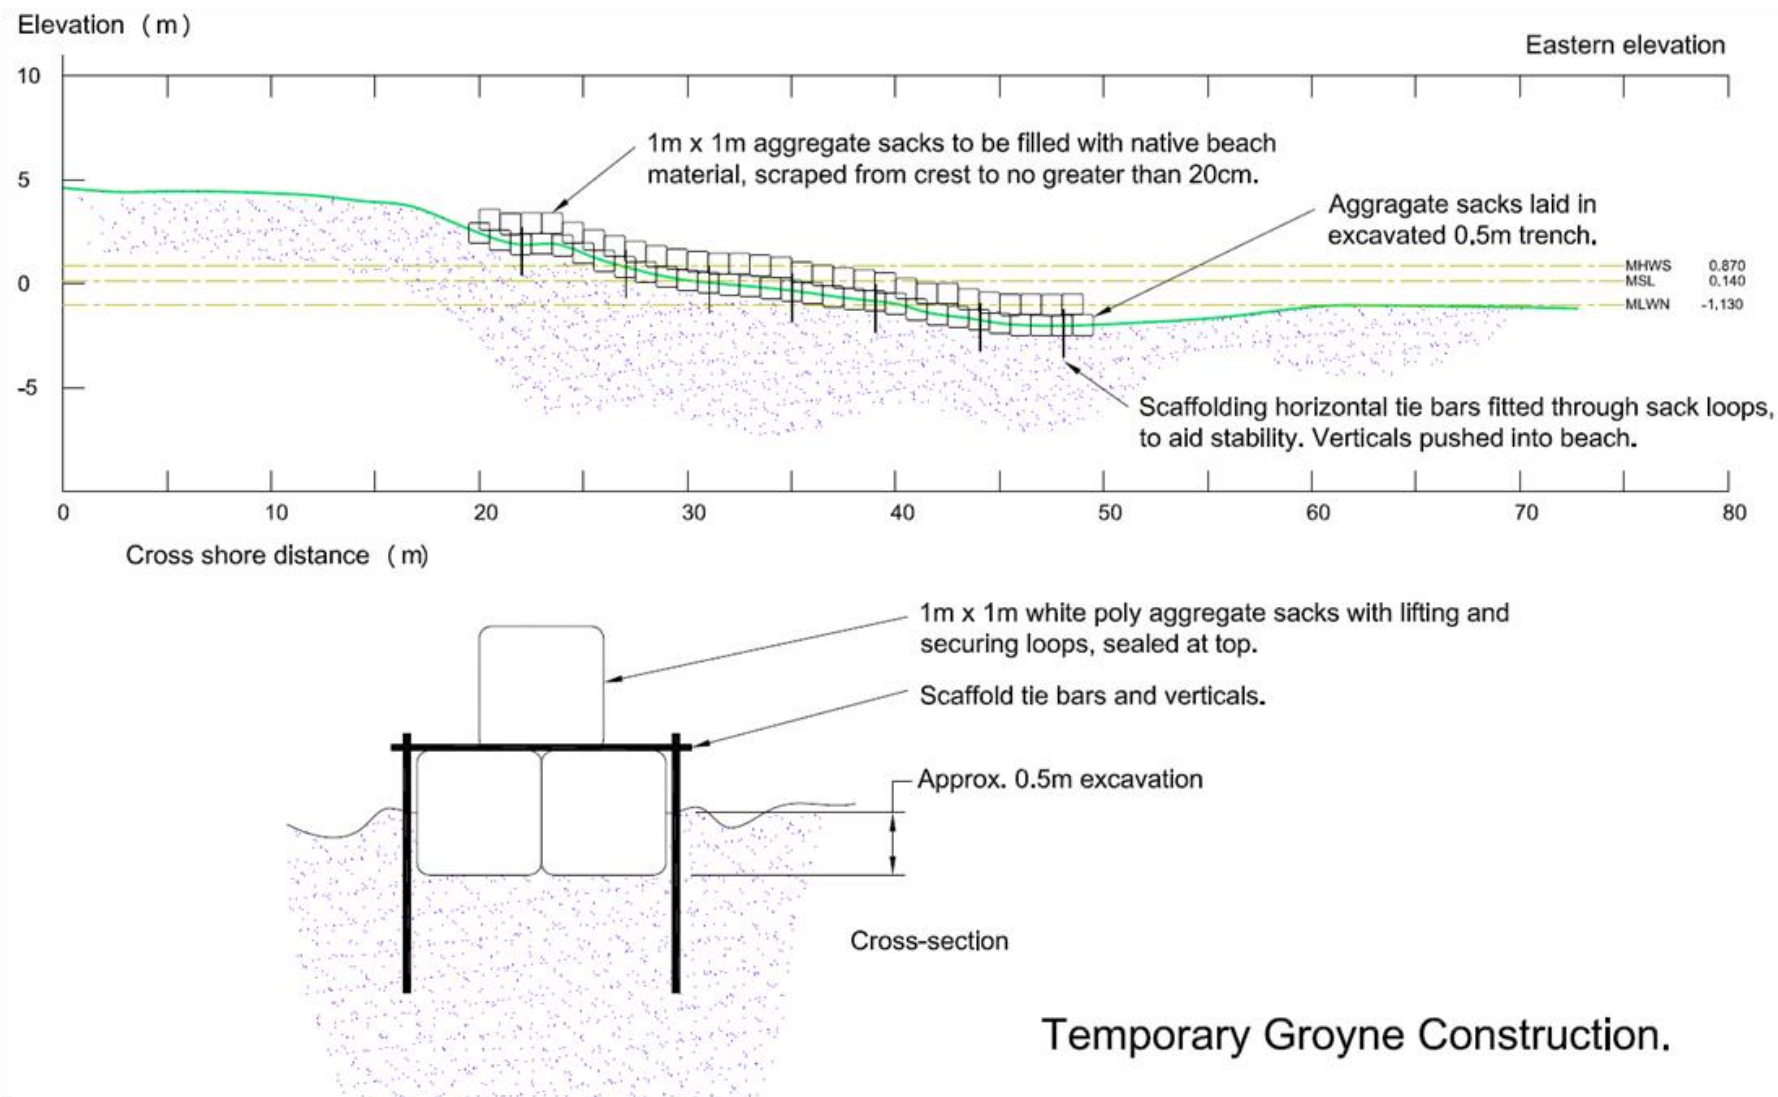 Elevation (m)
Eastern elevation
10
5
0
-5
1m x 1m aggregate sacks to be filled with native beach
material, scraped from crest to no greater than 20cm.
Aggragate sacks laid in
excavated 0.5m trench.
MHWS 0.870
MSL 0.140
MLWN -1,130
Scaffolding horizontal tie bars fitted through sack loops,
to aid stability. Verticals pushed into beach.
0 10 20 30 40 50 60 70 80
Cross shore distance (m)
1m x 1m white poly aggregate sacks with lifting and
securing loops, sealed at top.
Scaffold tie bars and verticals.
Approx. 0.5m excavation
Cross-section
Temporary Groyne Construction.